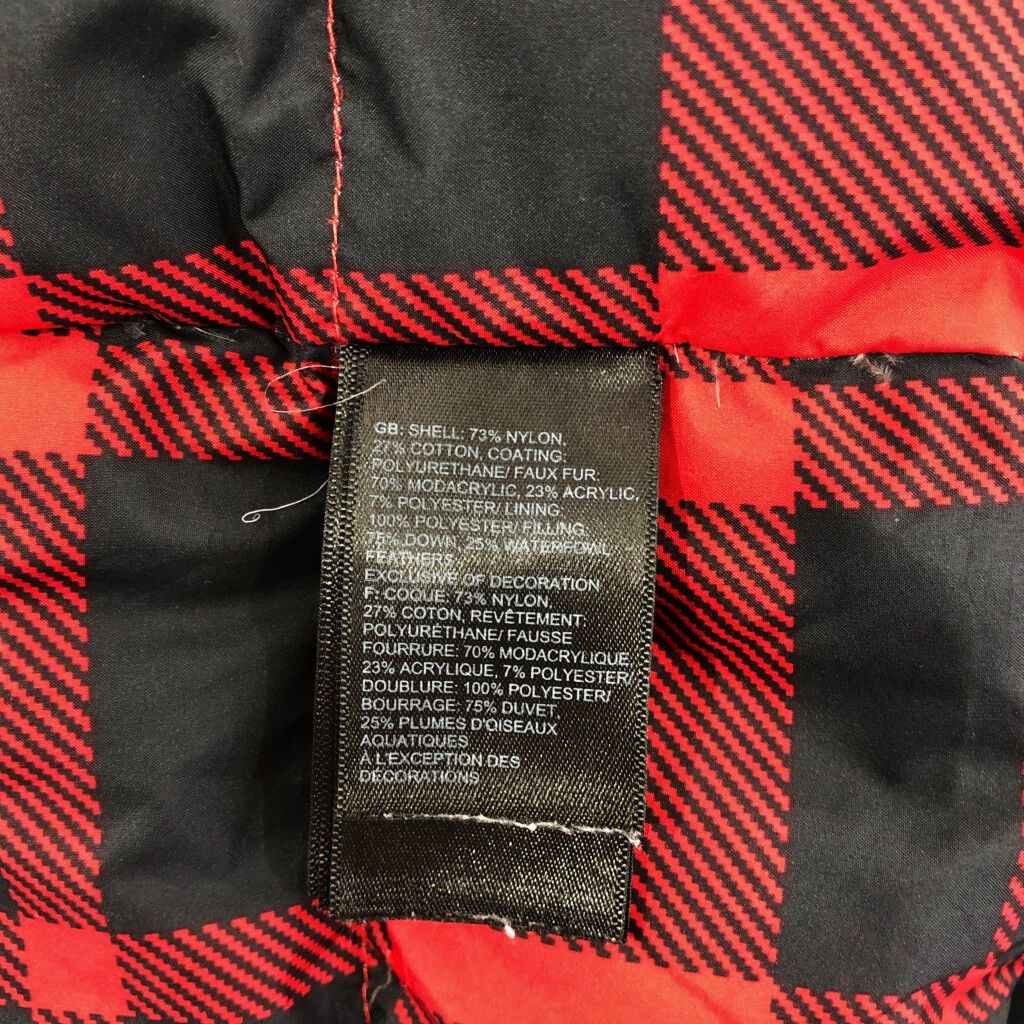 GB: SHELL: 73% NYLON,
27% COTTON, COATING:
POLYURETHANE/ FAUX FUR:
70% MODACRYLIC, 23% ACRYLIC,
7% POLYESTER/ LINING:
100% POLYESTER/ FILLING:
75% DOWN, 25% WATERFOWL
FEATHERS
EXCLUSIVE OF DECORATION
F: COQUE: 73% NYLON,
27% COTON, REVÊTEMENT:
POLYURÉTHANE/ FAUSSE
FOURRURE: 70% MODACRYLIQUE,
23% ACRYLIQUE, 7% POLYESTER/
DOUBLURE: 100% POLYESTER/
BOURRAGE: 75% DUVET
25% PLUMES D'OISEAUX
AQUATIQUES
À L'EXCEPTION DES
DÉCORATIONS